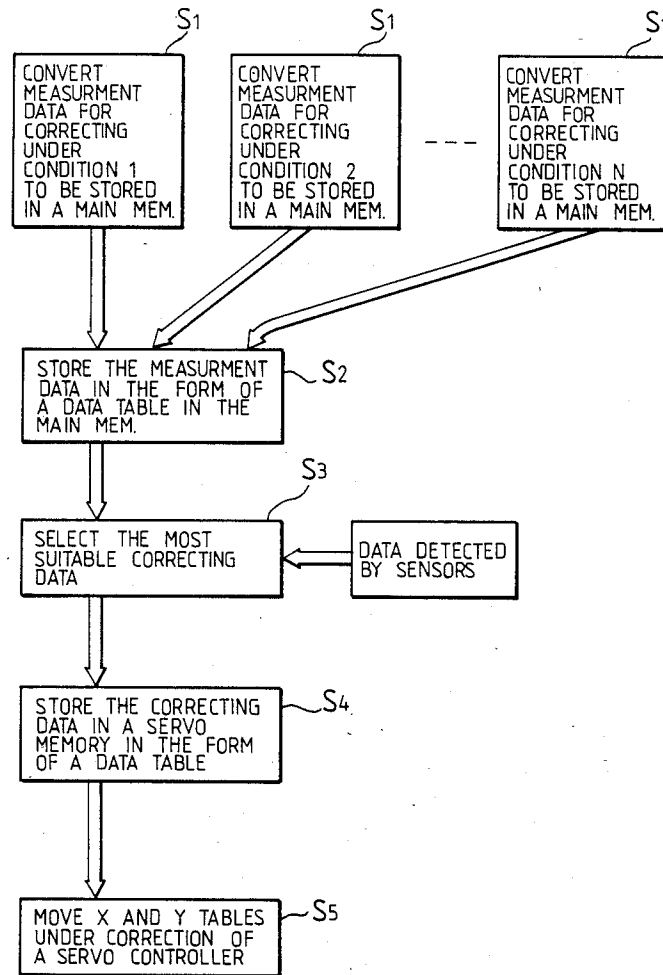 S1
CONVERT
MEASURMENT
DATA FOR
CORRECTING
UNDER
CONDITION 1
TO BE STORED
IN A MAIN MEM.
S1
CONVERT
MEASURMENT
DATA FOR
CORRECTING
UNDER
CONDITION 2
TO BE STORED
IN A MAIN MEM.
S1
CONVERT
MEASURMENT
DATA FOR
CORRECTING
UNDER
CONDITION N
TO BE STORED
IN A MAIN MEM.
STORE THE MEASURMENT
DATA IN THE FORM OF
A DATA TABLE IN THE
MAIN MEM.
S2
SELECT THE MOST
SUITABLE CORRECTING
DATA
S3
DATA DETECTED
BY SENSORS
STORE THE CORRECTING
DATA IN A SERVO
MEMORY IN THE FORM
OF A DATA TABLE
S4
MOVE X AND Y TABLES
UNDER CORRECTION OF
A SERVO CONTROLLER
S5